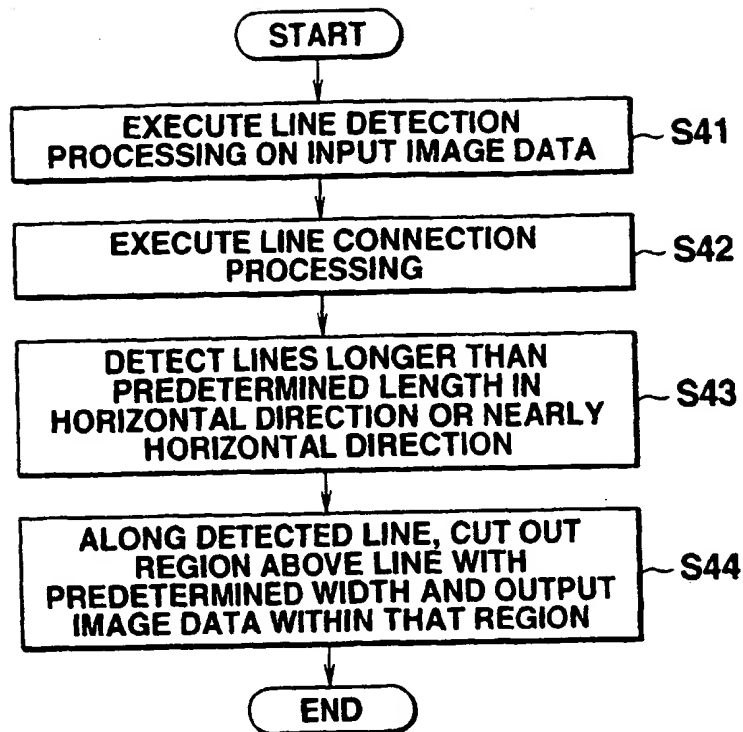 START
EXECUTE LINE DETECTION
PROCESSING ON INPUT IMAGE DATA
S41
EXECUTE LINE CONNECTION
PROCESSING
S42
DETECT LINES LONGER THAN
PREDETERMINED LENGTH IN
HORIZONTAL DIRECTION OR NEARLY
HORIZONTAL DIRECTION
S43
ALONG DETECTED LINE, CUT OUT
REGION ABOVE LINE WITH
PREDETERMINED WIDTH AND OUTPUT
IMAGE DATA WITHIN THAT REGION
S44
END